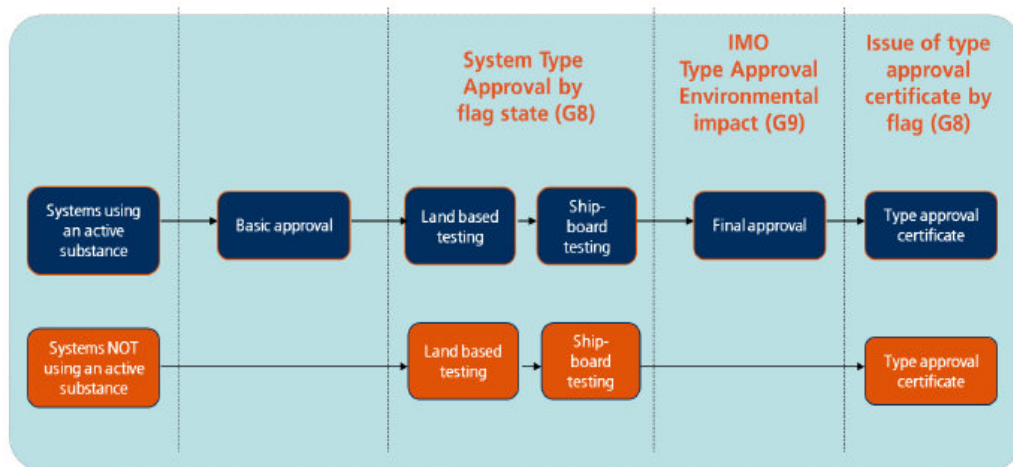 System Type
Approval by
flag state (G8)
IMO
Type Approval
Environmental
impact (G9)
Issue of type
approval
certificate by
flag (G8)
Systems using
an active
substance
Basic approval
Land based
testing
Ship-
board
testing
Final approval
Type approval
certificate
Systems NOT
using an active
substance
Land based
testing
Ship-
board
testing
Type approval
certificate